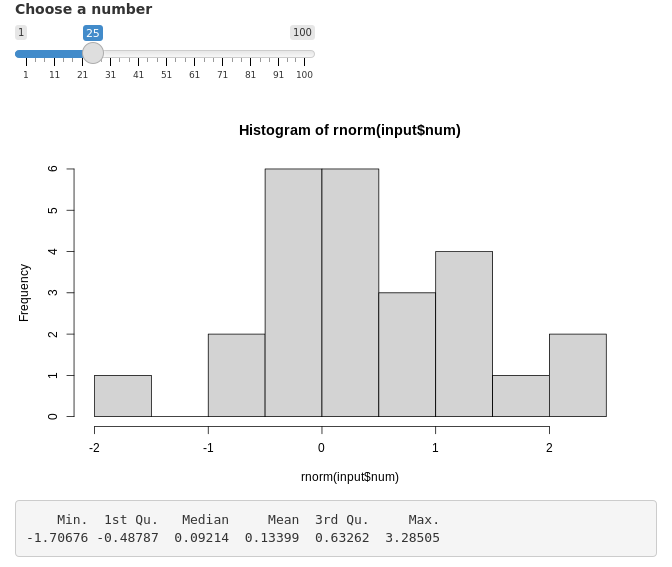 Choose a number
1 25 100
1 11 21 31 41 51 61 71 81 91 100
Histogram of rnorm(input$num)
Frequency
6
5
4
3
2
1
0
-2 -1 0 1 2
rnorm(input$num)
Min. 1st Qu. Median Mean 3rd Qu. Max.
-1.70676 -0.48787 0.09214 0.13399 0.63262 3.28505